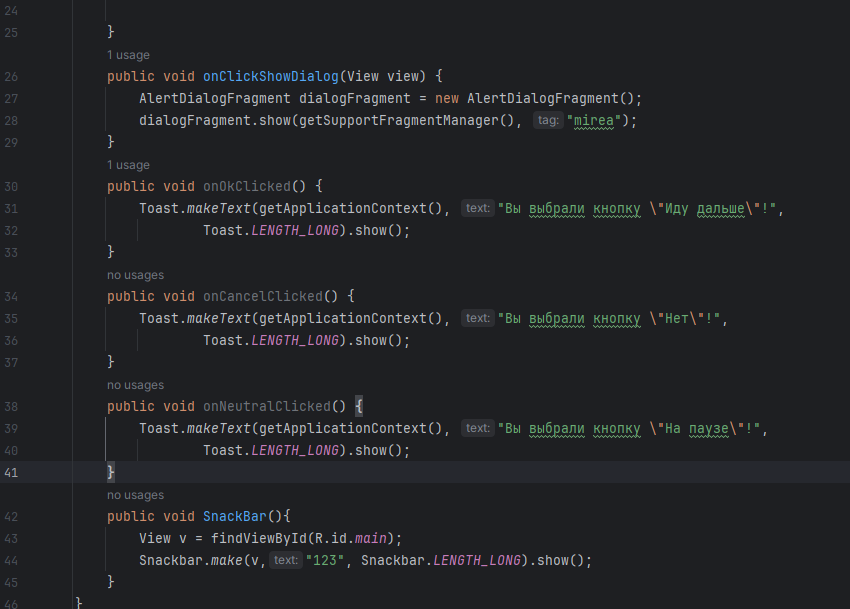 24
25 }
1 usage
26 public void onClickShowDialog(View view) {
27 AlertDialogFragment dialogFragment = new AlertDialogFragment();
28 dialogFragment.show(getSupportFragmentManager(), tag: "mirea");
29 }
1 usage
30 public void onOkClicked() {
31 Toast.makeText(getApplicationContext(), text: "Вы выбрали кнопку \"Иду дальше\"!",
32 Toast.LENGTH_LONG).show();
33 }
no usages
34 public void onCancelClicked() {
35 Toast.makeText(getApplicationContext(), text: "Вы выбрали кнопку \"Нет\"!",
36 Toast.LENGTH_LONG).show();
37 }
no usages
38 public void onNeutralClicked() {
39 Toast.makeText(getApplicationContext(), text: "Вы выбрали кнопку \"На паузе\"!",
40 Toast.LENGTH_LONG).show();
41 }
no usages
42 public void SnackBar(){
43 View v = findViewById(R.id.main);
44 Snackbar.make(v, text: "123", Snackbar.LENGTH_LONG).show();
45 }
46 }